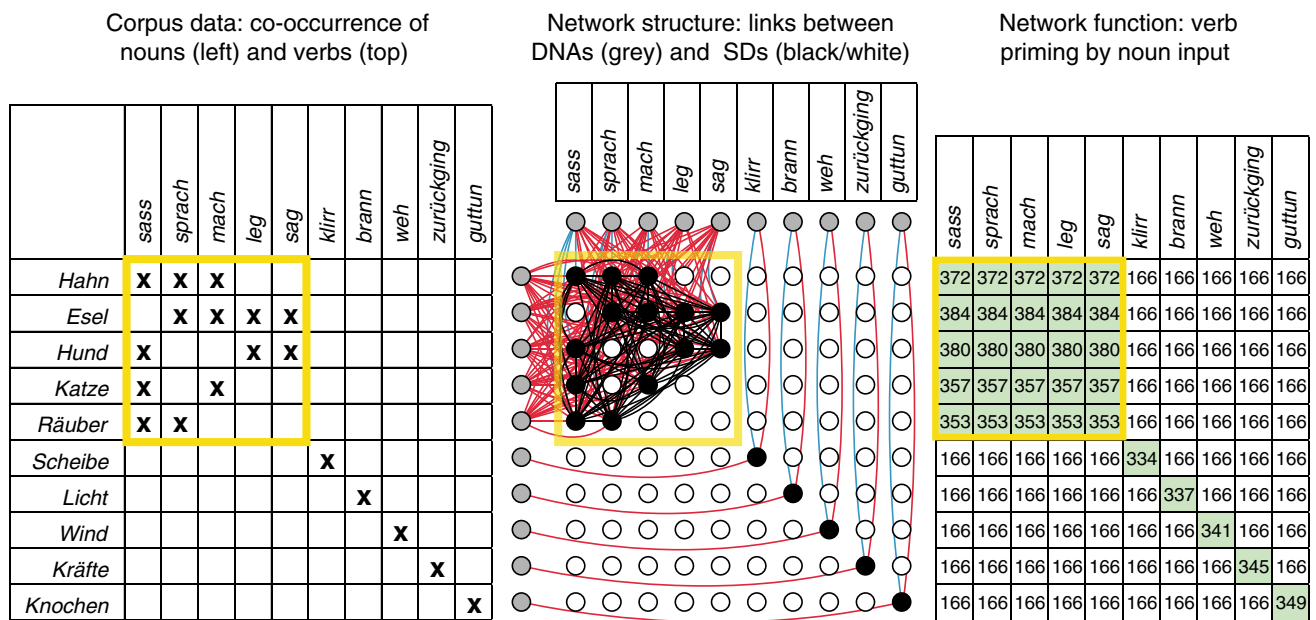 Corpus data: co-occurrence of
nouns (left) and verbs (top)
Network structure: links between
DNAs (grey) and SDs (black/white)
Network function: verb
priming by noun input
sass sprach mach leg sag klirr brann weh zurückging guttun
Hahn X X X
Esel X X X X
Hund X X X
Katze X X
Räuber X X
Scheibe X
Licht X
Wind X
Kräfte X
Knochen X
sass sprach mach leg sag klirr brann weh zurückging guttun
sass sprach mach leg sag klirr brann weh zurückging guttun
372 372 372 372 372 166 166 166 166 166
384 384 384 384 384 166 166 166 166 166
380 380 380 380 380 166 166 166 166 166
357 357 357 357 357 166 166 166 166 166
353 353 353 353 353 166 166 166 166 166
166 166 166 166 166 334 166 166 166 166
166 166 166 166 166 166 337 166 166 166
166 166 166 166 166 166 166 341 166 166
166 166 166 166 166 166 166 166 345 166
166 166 166 166 166 166 166 166 166 349